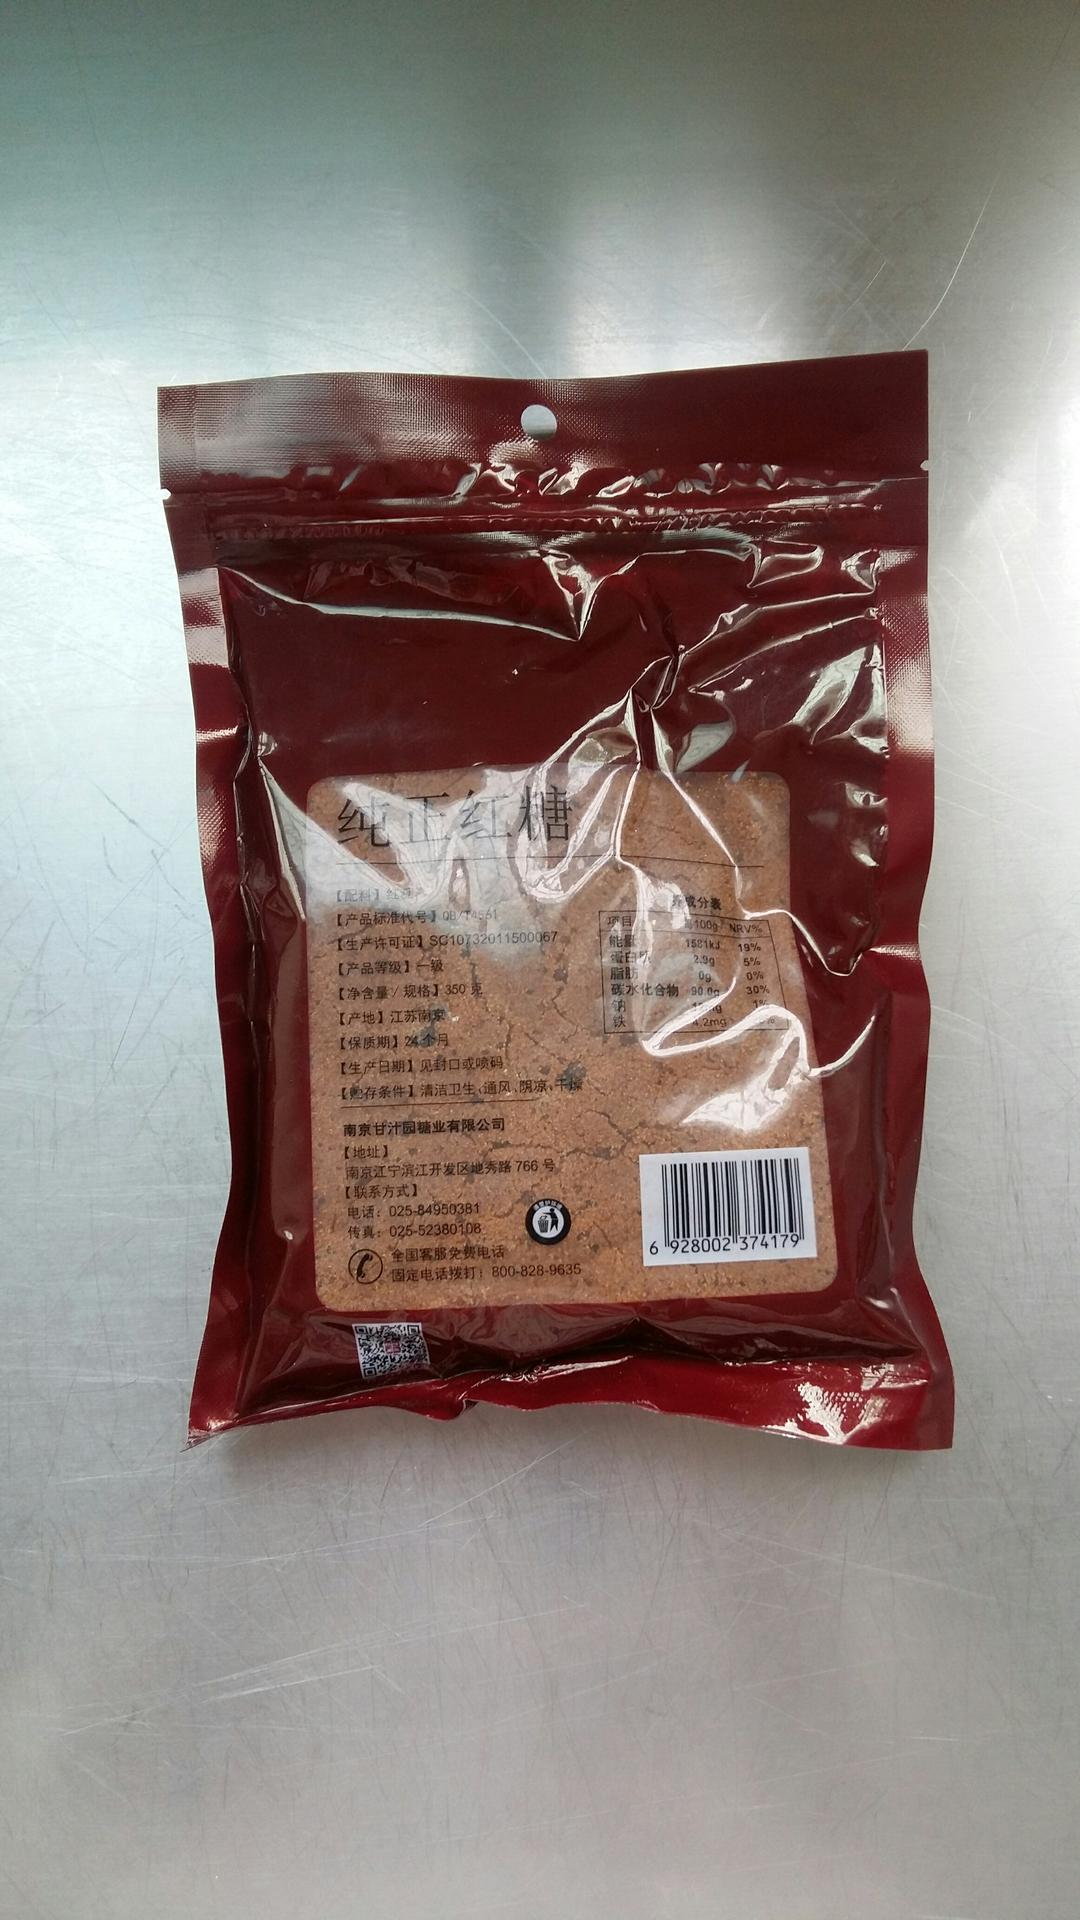 纯正红糖
【配料】红糖
【产品标准代号】QB/T4561
【生产许可证】SC10732011500067
【产品等级】一级
【净含量/规格】350克
【产地】江苏南京
【保质期】24个月
【生产日期】见封口或喷码
【贮存条件】清洁卫生、通风、阴凉、干燥
南京甘汁园糖业有限公司
【地址】
南京江宁滨江开发区地秀路766号
【联系方式】
电话：025-84950381
传真：025-52380108
全国客服免费电话
固定电话拨打：800-828-9635
成分表
项目 100g NRV%
能量 1581kJ 19%
蛋白质 2.9g 5%
脂肪 0g 0%
碳水化合物 90.0g 30%
钠 1%
铁 4.2mg
6 928002 374179